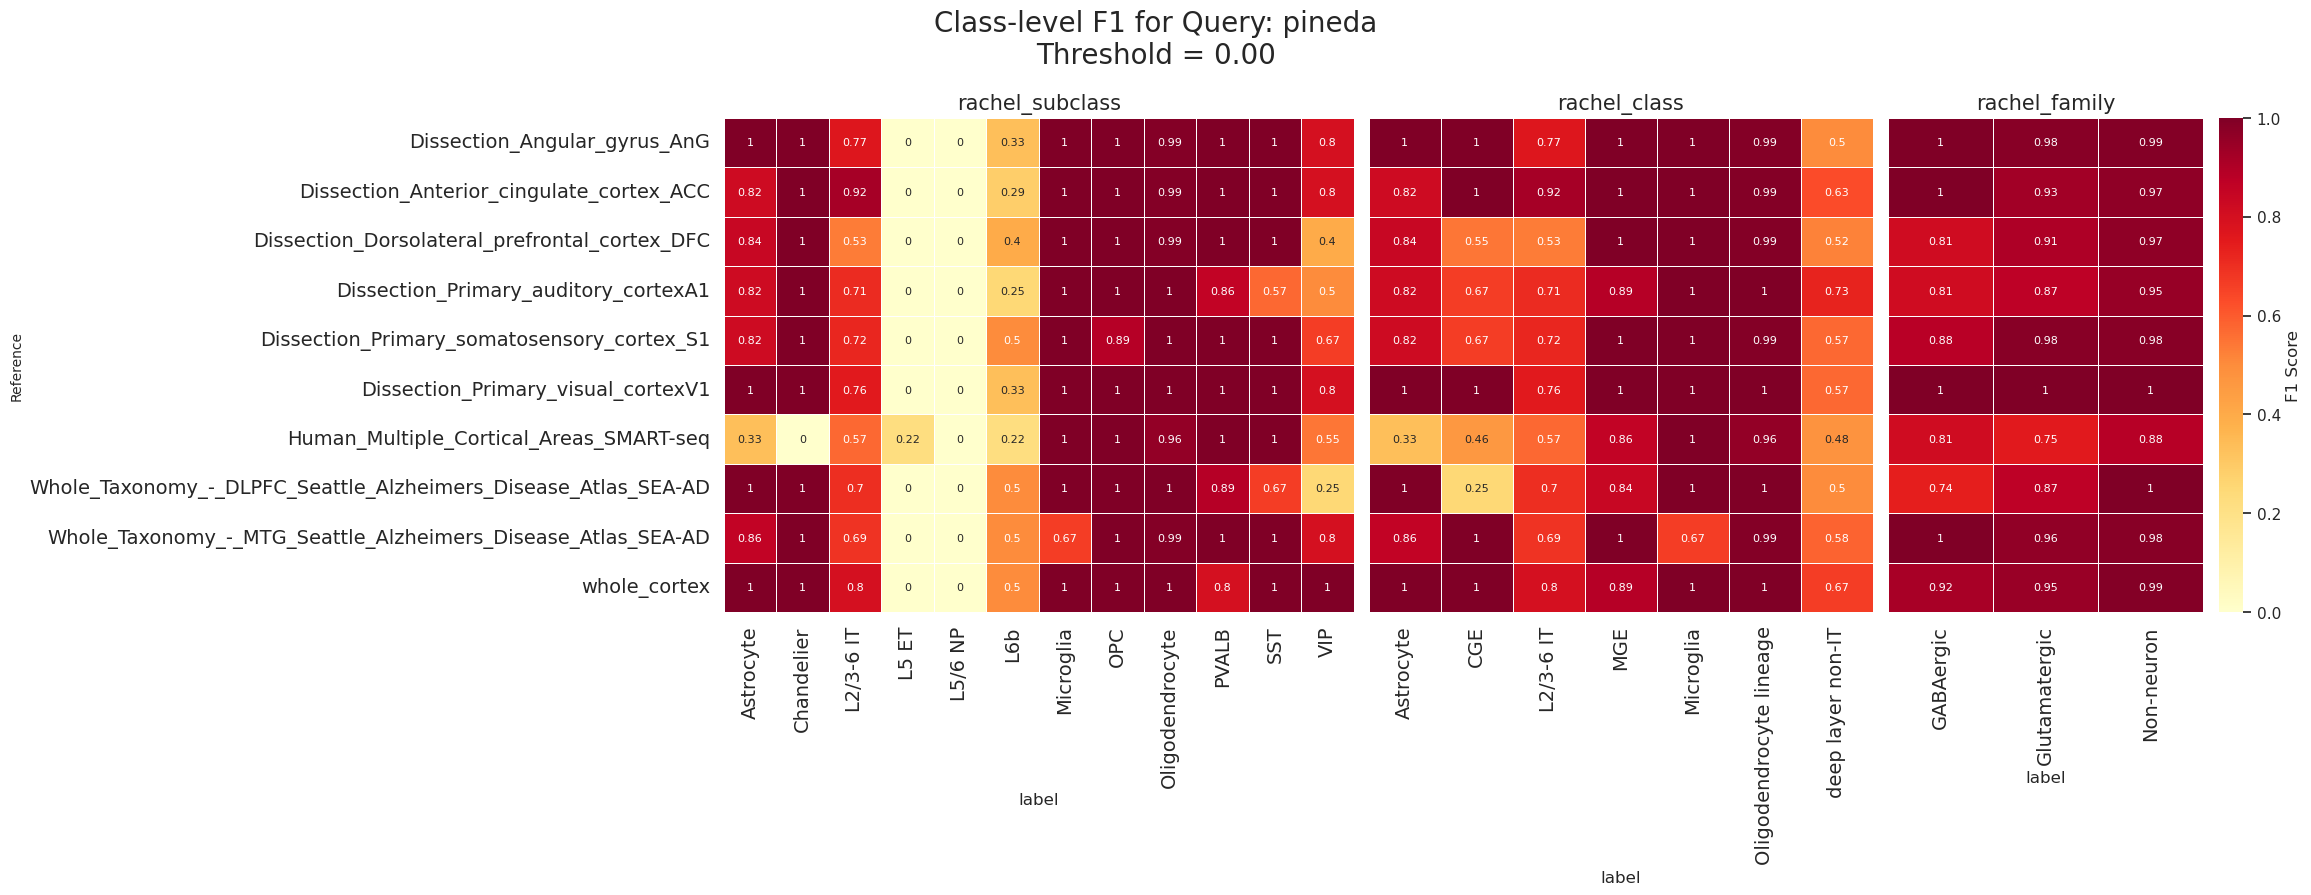 Class-level F1 for Query: pineda
Threshold = 0.00
rachel_subclass
rachel_class
rachel_family
Reference
Dissection_Angular_gyrus_AnG
1 1 0.77 0 0 0.33 1 1 0.99 1 1 0.8
1 1 0.77 1 1 0.99 0.5
1 0.98 0.99
Dissection_Anterior_cingulate_cortex_ACC
0.82 1 0.92 0 0 0.29 1 1 0.99 1 1 0.8
0.82 1 0.92 1 1 0.99 0.63
1 0.93 0.97
Dissection_Dorsolateral_prefrontal_cortex_DFC
0.84 1 0.53 0 0 0.4 1 1 0.99 1 1 0.4
0.84 0.55 0.53 1 1 0.99 0.52
0.81 0.91 0.97
Dissection_Primary_auditory_cortexA1
0.82 1 0.71 0 0 0.25 1 1 1 0.86 0.57 0.5
0.82 0.67 0.71 0.89 1 1 0.73
0.81 0.87 0.95
Dissection_Primary_somatosensory_cortex_S1
0.82 1 0.72 0 0 0.5 1 0.89 1 1 1 0.67
0.82 0.67 0.72 1 1 0.99 0.57
0.88 0.98 0.98
Dissection_Primary_visual_cortexV1
1 1 0.76 0 0 0.33 1 1 1 1 1 0.8
1 1 0.76 1 1 1 0.57
1 1 1
Human_Multiple_Cortical_Areas_SMART-seq
0.33 0 0.57 0.22 0 0.22 1 1 0.96 1 1 0.55
0.33 0.46 0.57 0.86 1 0.96 0.48
0.81 0.75 0.88
Whole_Taxonomy_-_DLPFC_Seattle_Alzheimers_Disease_Atlas_SEA-AD
1 1 0.7 0 0 0.5 1 1 1 0.89 0.67 0.25
1 0.25 0.7 0.84 1 1 0.5
0.74 0.87 1
Whole_Taxonomy_-_MTG_Seattle_Alzheimers_Disease_Atlas_SEA-AD
0.86 1 0.69 0 0 0.5 0.67 1 0.99 1 1 0.8
0.86 1 0.69 1 0.67 0.99 0.58
1 0.96 0.98
whole_cortex
1 1 0.8 0 0 0.5 1 1 1 0.8 1 1
1 1 0.8 0.89 1 1 0.67
0.92 0.95 0.99
Astrocyte
Chandelier
L2/3-6 IT
L5 ET
L5/6 NP
L6b
Microglia
OPC
Oligodendrocyte
PVALB
SST
VIP
label
Astrocyte
CGE
L2/3-6 IT
MGE
Microglia
Oligodendrocyte lineage
deep layer non-IT
label
GABAergic
Glutamatergic
Non-neuron
label
1.0
0.8
0.6
0.4
0.2
0.0
F1 Score